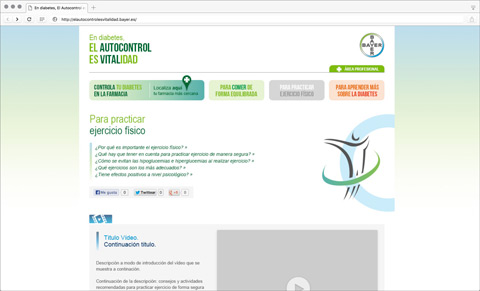 En diabetes, El Autocontrol
http://elautocontrolesvitalidad.bayer.es/
En diabetes,
EL AUTOCONTROL
ES VITALIDAD
BAYER
ÁREA PROFESIONAL
CONTROLA TU DIABETES
EN LA FARMACIA
Localiza aquí
tu farmacia más cercana
PARA COMER DE
FORMA EQUILIBRADA
PARA PRACTICAR
EJERCICIO FÍSICO
PARA APRENDER MÁS
SOBRE LA DIABETES
Para practicar
ejercicio físico
¿Por qué es importante el ejercicio físico? +
¿Qué hay que tener en cuenta para practicar ejercicio de manera segura? +
¿Cómo se evitan las hipoglucemias e hiperglucemias al realizar ejercicio? +
¿Qué ejercicios son los más adecuados? +
¿Tiene efectos positivos a nivel psicológico? +
Me gusta 0
Twittear 0
+1 0
Título Vídeo.
Continuación título.
Descripción a modo de introducción del vídeo que se
muestra a continación.
Continuación de la descripción: consejos y actividades
recomendadas para practicar ejercicio de forma segura